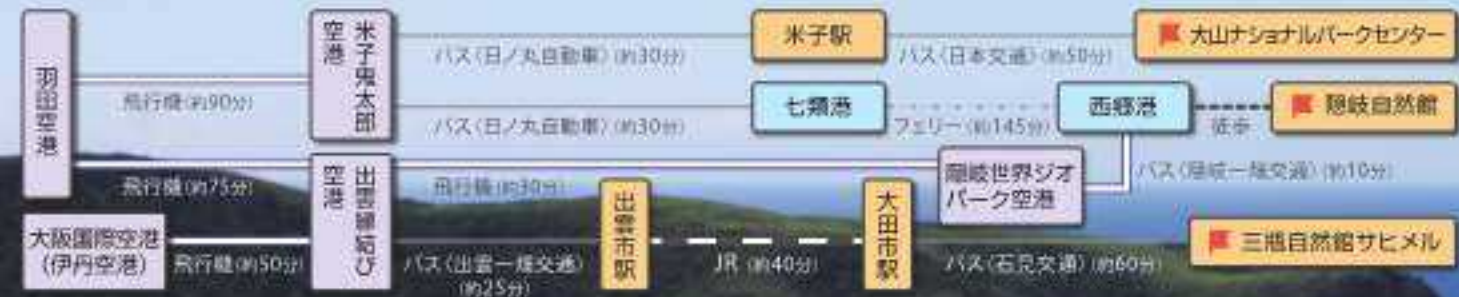 羽田空港
飛行機(約90分)
米子鬼太郎
空港
バス(日ノ丸自動車)(約30分)
米子駅
バス(日本交通)(約50分)
大山ナショナルパークセンター
バス(日ノ丸自動車)(約30分)
七類港
フェリー(約145分)
西郷港
徒歩
隠岐自然館
飛行機(約75分)
出雲縁結び
空港
飛行機(約30分)
隠岐世界ジオ
パーク空港
バス(隠岐一畑交通)(約10分)
大阪国際空港
(伊丹空港)
飛行機(約50分)
バス(出雲一畑交通)
(約25分)
出雲市駅
JR(約40分)
大田市駅
バス(石見交通)(約60分)
三瓶自然館サヒメル